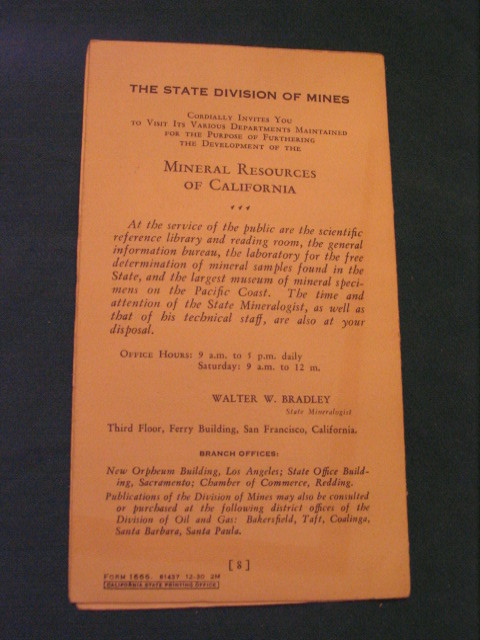 THE STATE DIVISION OF MINES
Cordially Invites You
to Visit Its Various Departments Maintained
for the Purpose of Furthering
the Development of the
Mineral Resources
of California
At the service of the public are the scientific
reference library and reading room, the general
information bureau, the laboratory for the free
determination of mineral samples found in the
State, and the largest museum of mineral speci-
mens on the Pacific Coast. The time and
attention of the State Mineralogist, as well as
that of his technical staff, are also at your
disposal.
Office Hours: 9 a.m. to 5 p.m. daily
Saturday: 9 a.m. to 12 m.
WALTER W. BRADLEY
State Mineralogist
Third Floor, Ferry Building, San Francisco, California.
BRANCH OFFICES:
New Orpheum Building, Los Angeles; State Office Build-
ing, Sacramento; Chamber of Commerce, Redding.
Publications of the Division of Mines may also be consulted
or purchased at the following district offices of the
Division of Oil and Gas: Bakersfield, Taft, Coalinga,
Santa Barbara, Santa Paula.
[8]
FORM 1666. 61437 12-30 2M
CALIFORNIA STATE PRINTING OFFICE